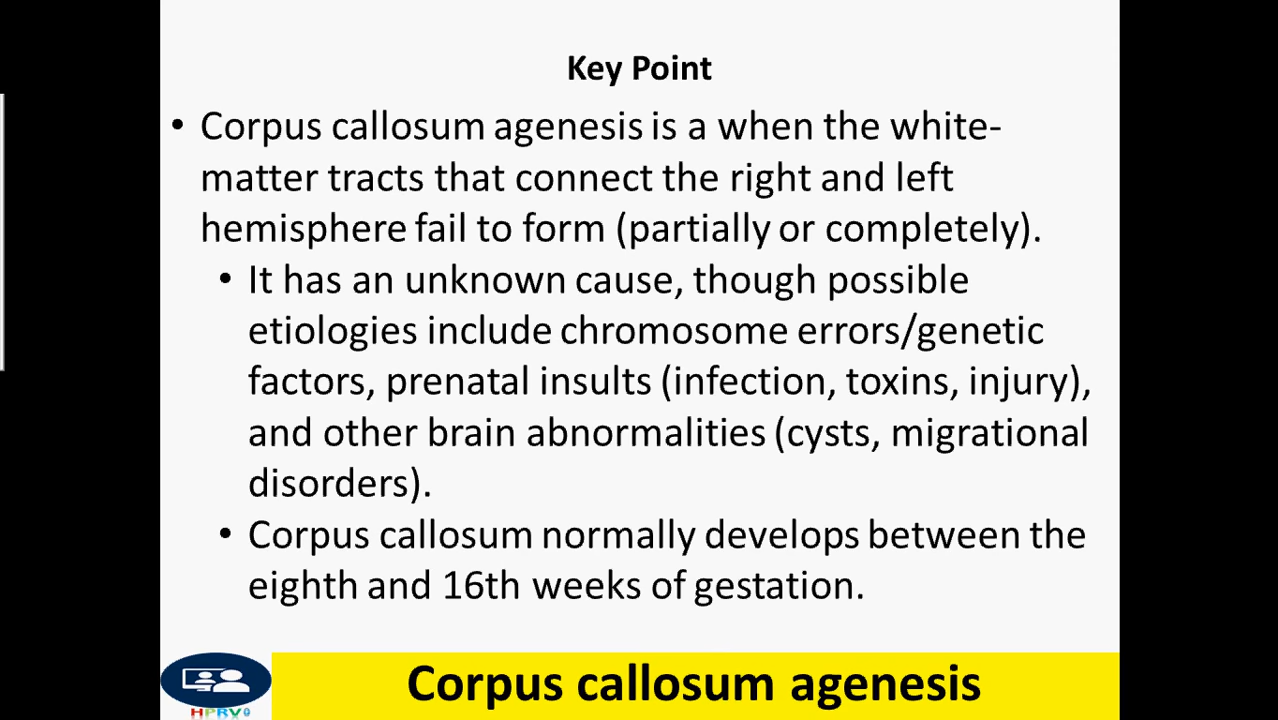 Key Point
• Corpus callosum agenesis is a when the white-
matter tracts that connect the right and left
hemisphere fail to form (partially or completely).
• It has an unknown cause, though possible
etiologies include chromosome errors/genetic
factors, prenatal insults (infection, toxins, injury),
and other brain abnormalities (cysts, migrational
disorders).
• Corpus callosum normally develops between the
eighth and 16th weeks of gestation.
Corpus callosum agenesis
HPRV